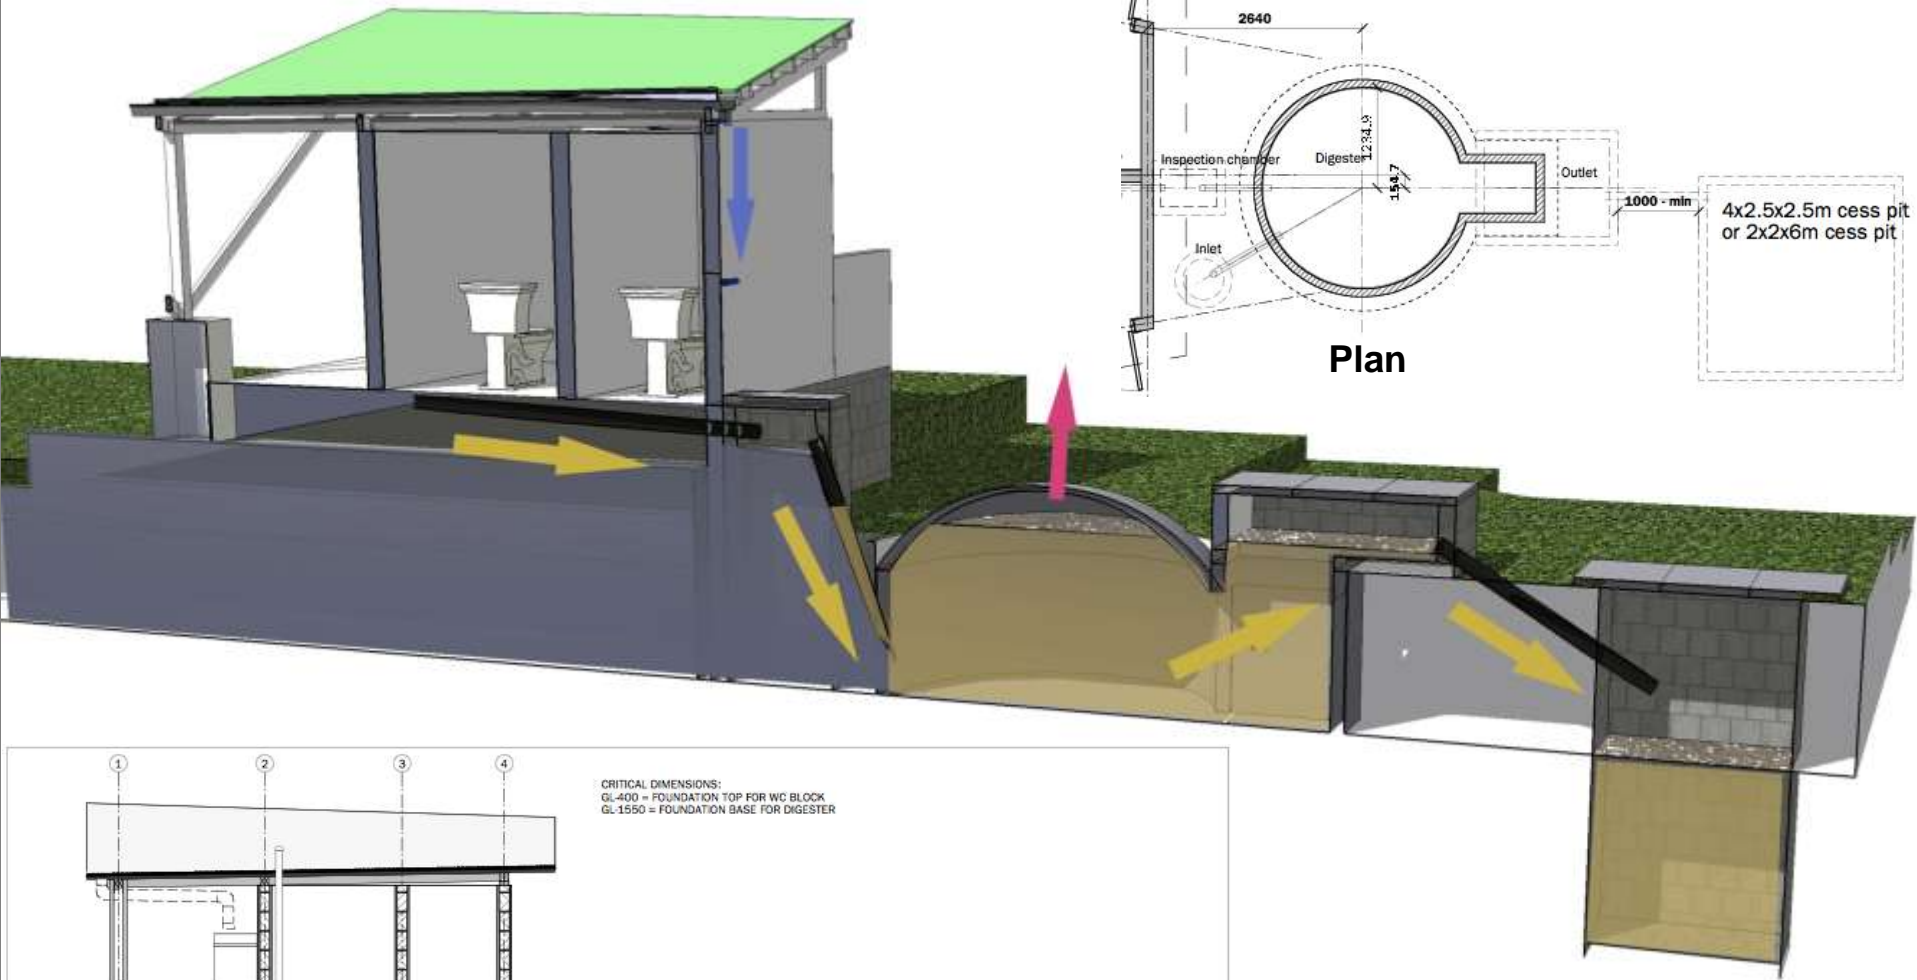 2640
1234.9
Inspection chamber
Digester
154.7
Outlet
1000 - min
4x2.5x2.5m cess pit
or 2x2x6m cess pit
Inlet
Plan
1
2
3
4
CRITICAL DIMENSIONS:
GL-400 = FOUNDATION TOP FOR WC BLOCK
GL-1550 = FOUNDATION BASE FOR DIGESTER